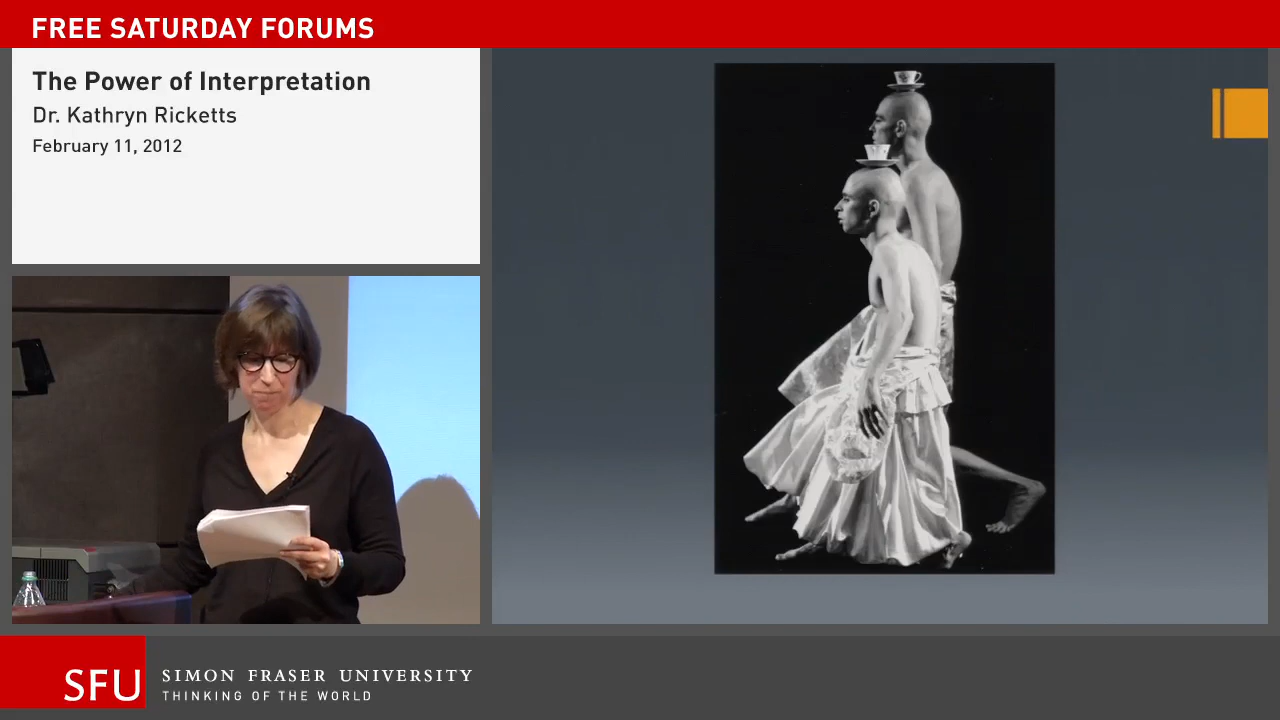 FREE SATURDAY FORUMS
The Power of Interpretation
Dr. Kathryn Ricketts
February 11, 2012
SFU
SIMON FRASER UNIVERSITY
THINKING OF THE WORLD